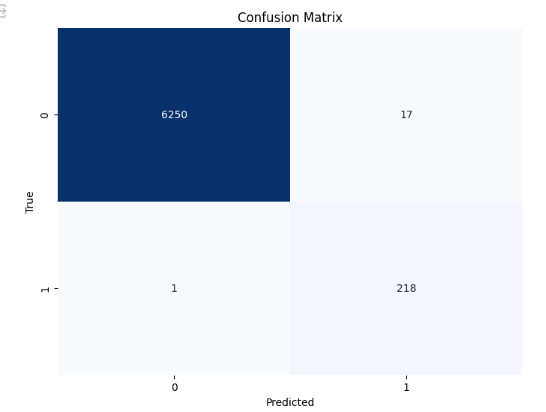 Confusion Matrix
0
6250
17
True
1
1
218
0
1
Predicted